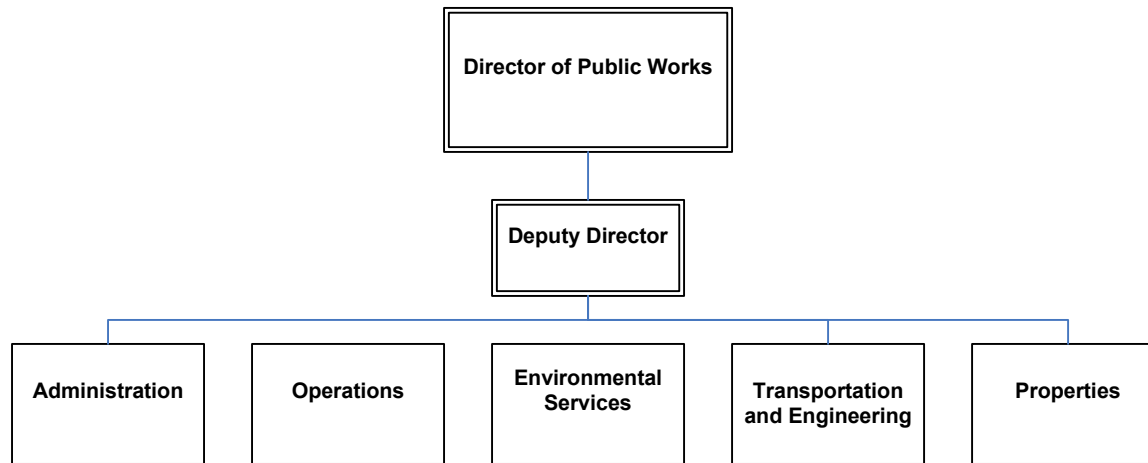 Director of Public Works
Deputy Director
Administration
Operations
Environmental
Services
Transportation
and Engineering
Properties